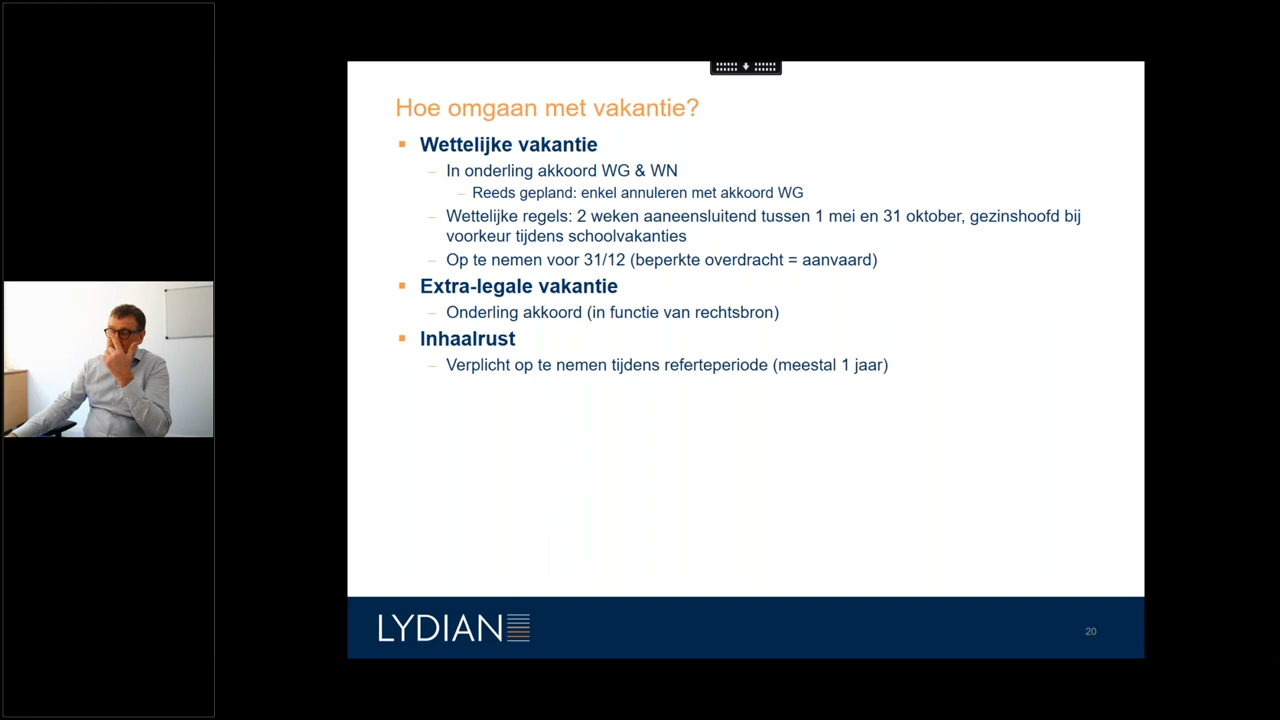 Hoe omgaan met vakantie?
Wettelijke vakantie
In onderling akkoord WG & WN
Reeds gepland: enkel annuleren met akkoord WG
Wettelijke regels: 2 weken aaneensluitend tussen 1 mei en 31 oktober, gezinshoofd bij
voorkeur tijdens schoolvakanties
Op te nemen voor 31/12 (beperkte overdracht = aanvaard)
Extra-legale vakantie
Onderling akkoord (in functie van rechtsbron)
Inhaalrust
Verplicht op te nemen tijdens referteperiode (meestal 1 jaar)
LYDIAN
20